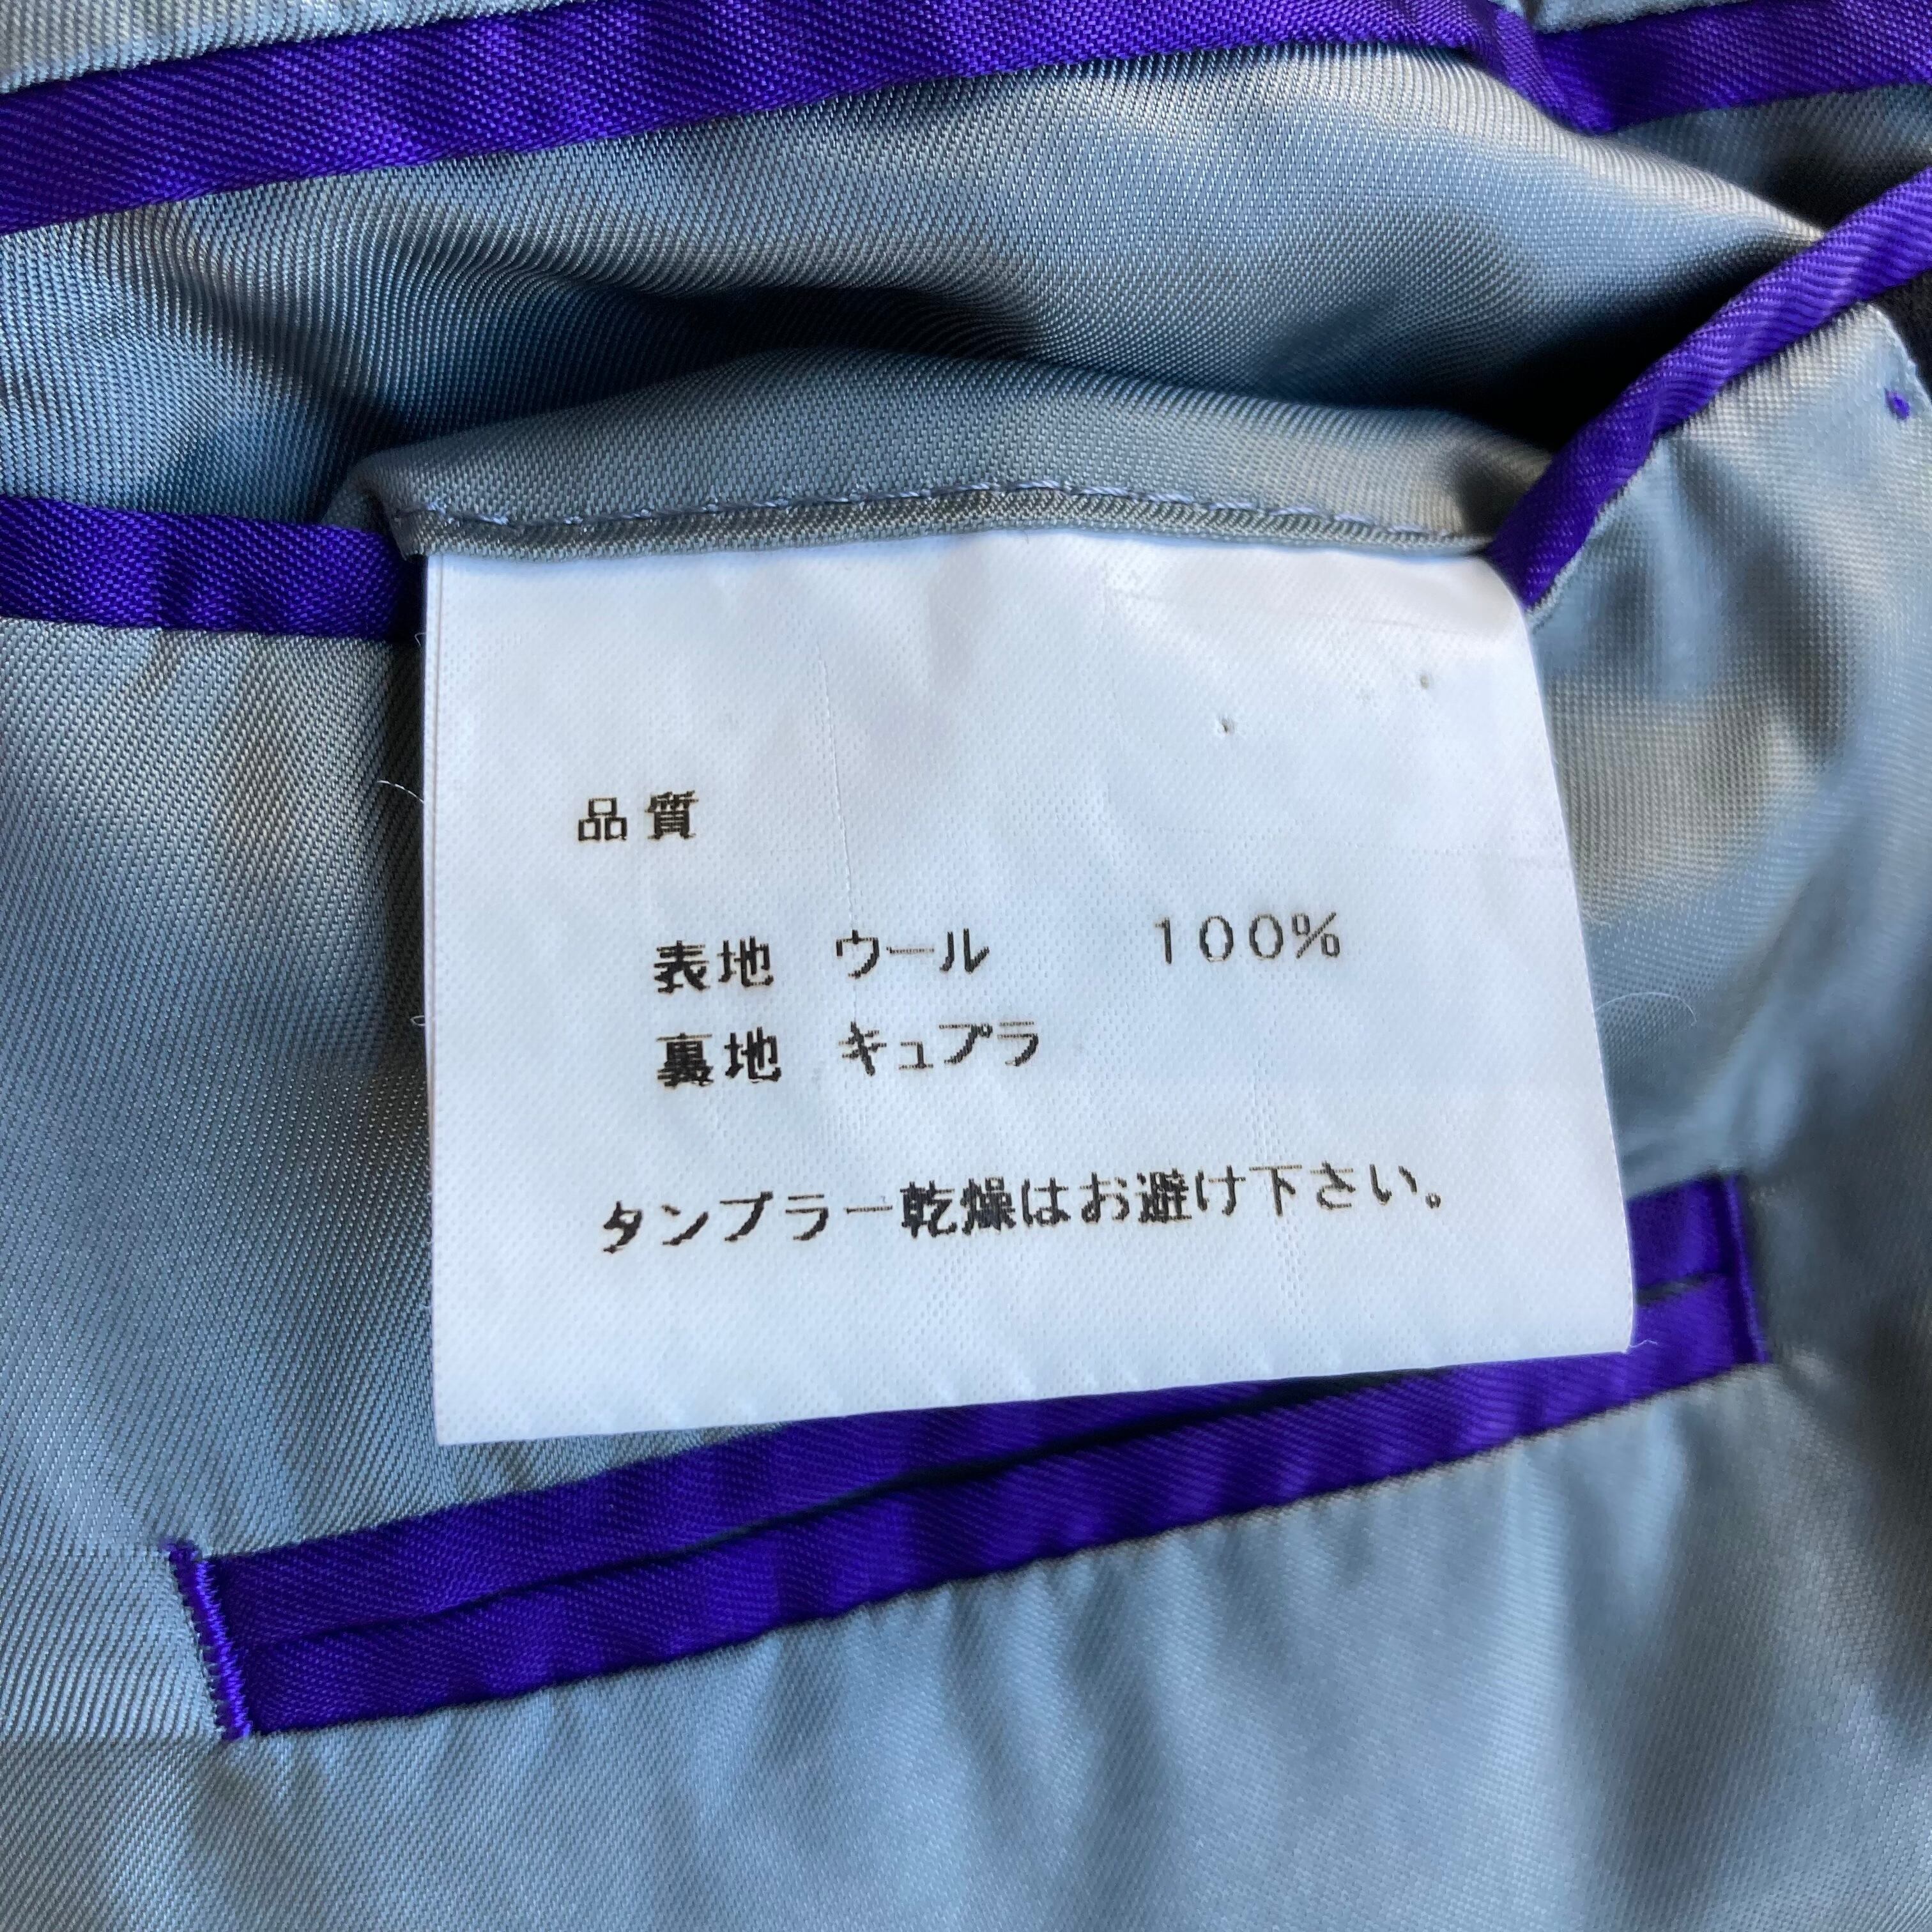 品質
表地 ウール 100%
裏地 キュプラ
タンブラー乾燥はお避け下さい。